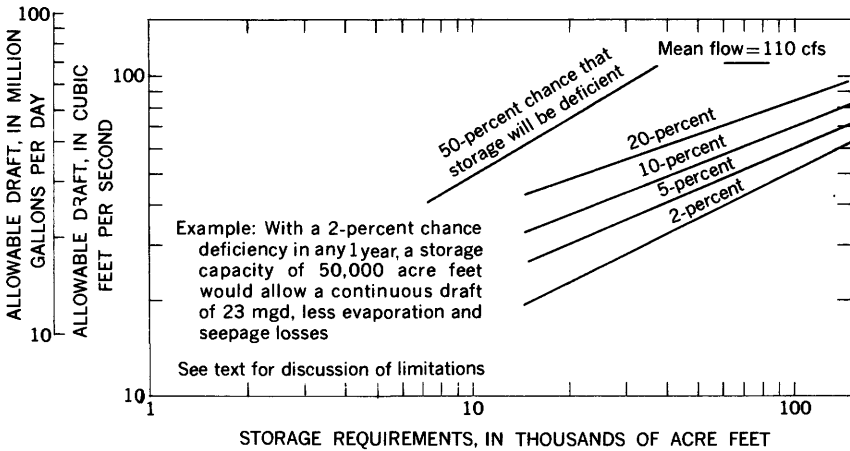 100
10
ALLOWABLE DRAFT, IN MILLION
GALLONS PER DAY
ALLOWABLE DRAFT, IN CUBIC
FEET PER SECOND
100
10
50-percent chance that
storage will be deficient
Mean flow=110 cfs
20-percent
10-percent
5-percent
2-percent
Example: With a 2-percent chance
deficiency in any 1 year, a storage
capacity of 50,000 acre feet
would allow a continuous draft
of 23 mgd, less evaporation and
seepage losses
See text for discussion of limitations
1
10
100
STORAGE REQUIREMENTS, IN THOUSANDS OF ACRE FEET